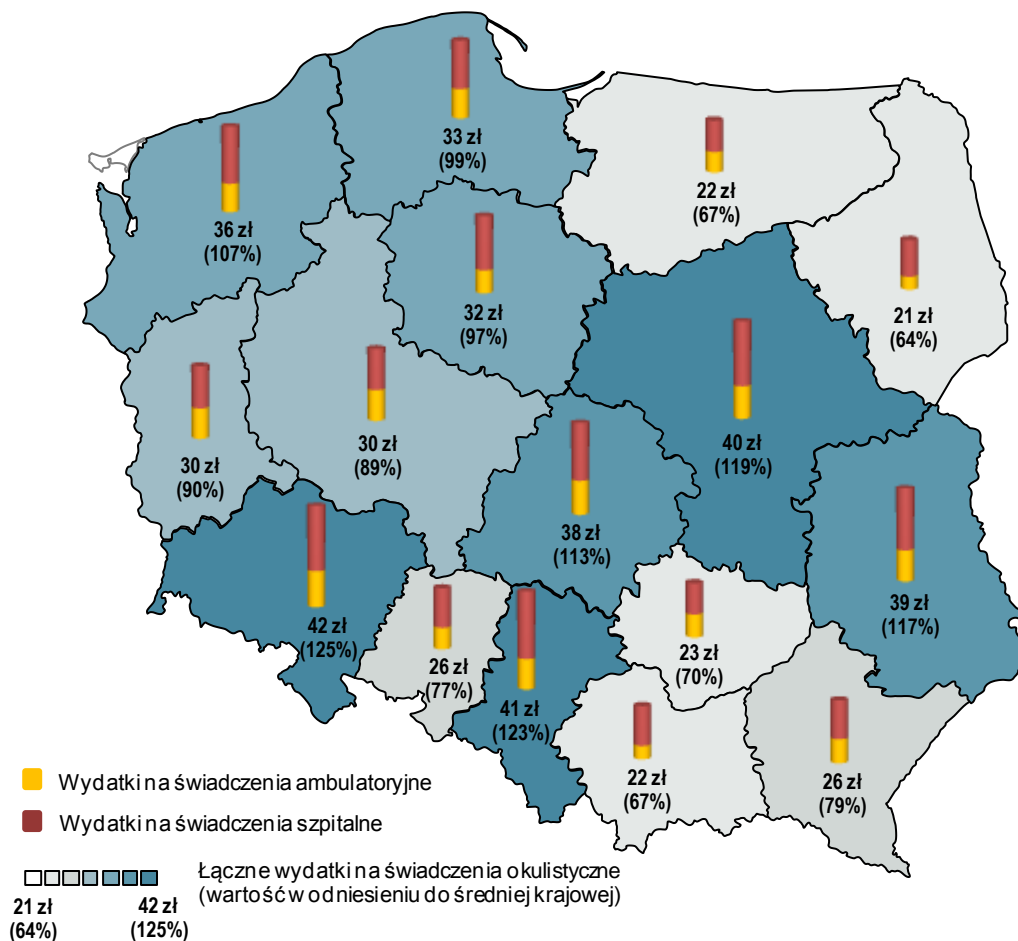 33 zł
(99%)
22 zł
(67%)
36 zł
(107%)
32 zł
(97%)
21 zł
(64%)
30 zł
(90%)
30 zł
(89%)
40 zł
(119%)
38 zł
(113%)
39 zł
(117%)
42 zł
(125%)
26 zł
(77%)
23 zł
(70%)
41 zł
(123%)
22 zł
(67%)
26 zł
(79%)
Wydatki na świadczenia ambulatoryjne
Wydatki na świadczenia szpitalne
Łączne wydatki na świadczenia okulistyczne
(wartość w odniesieniu do średniej krajowej)
21 zł
(64%)
42 zł
(125%)